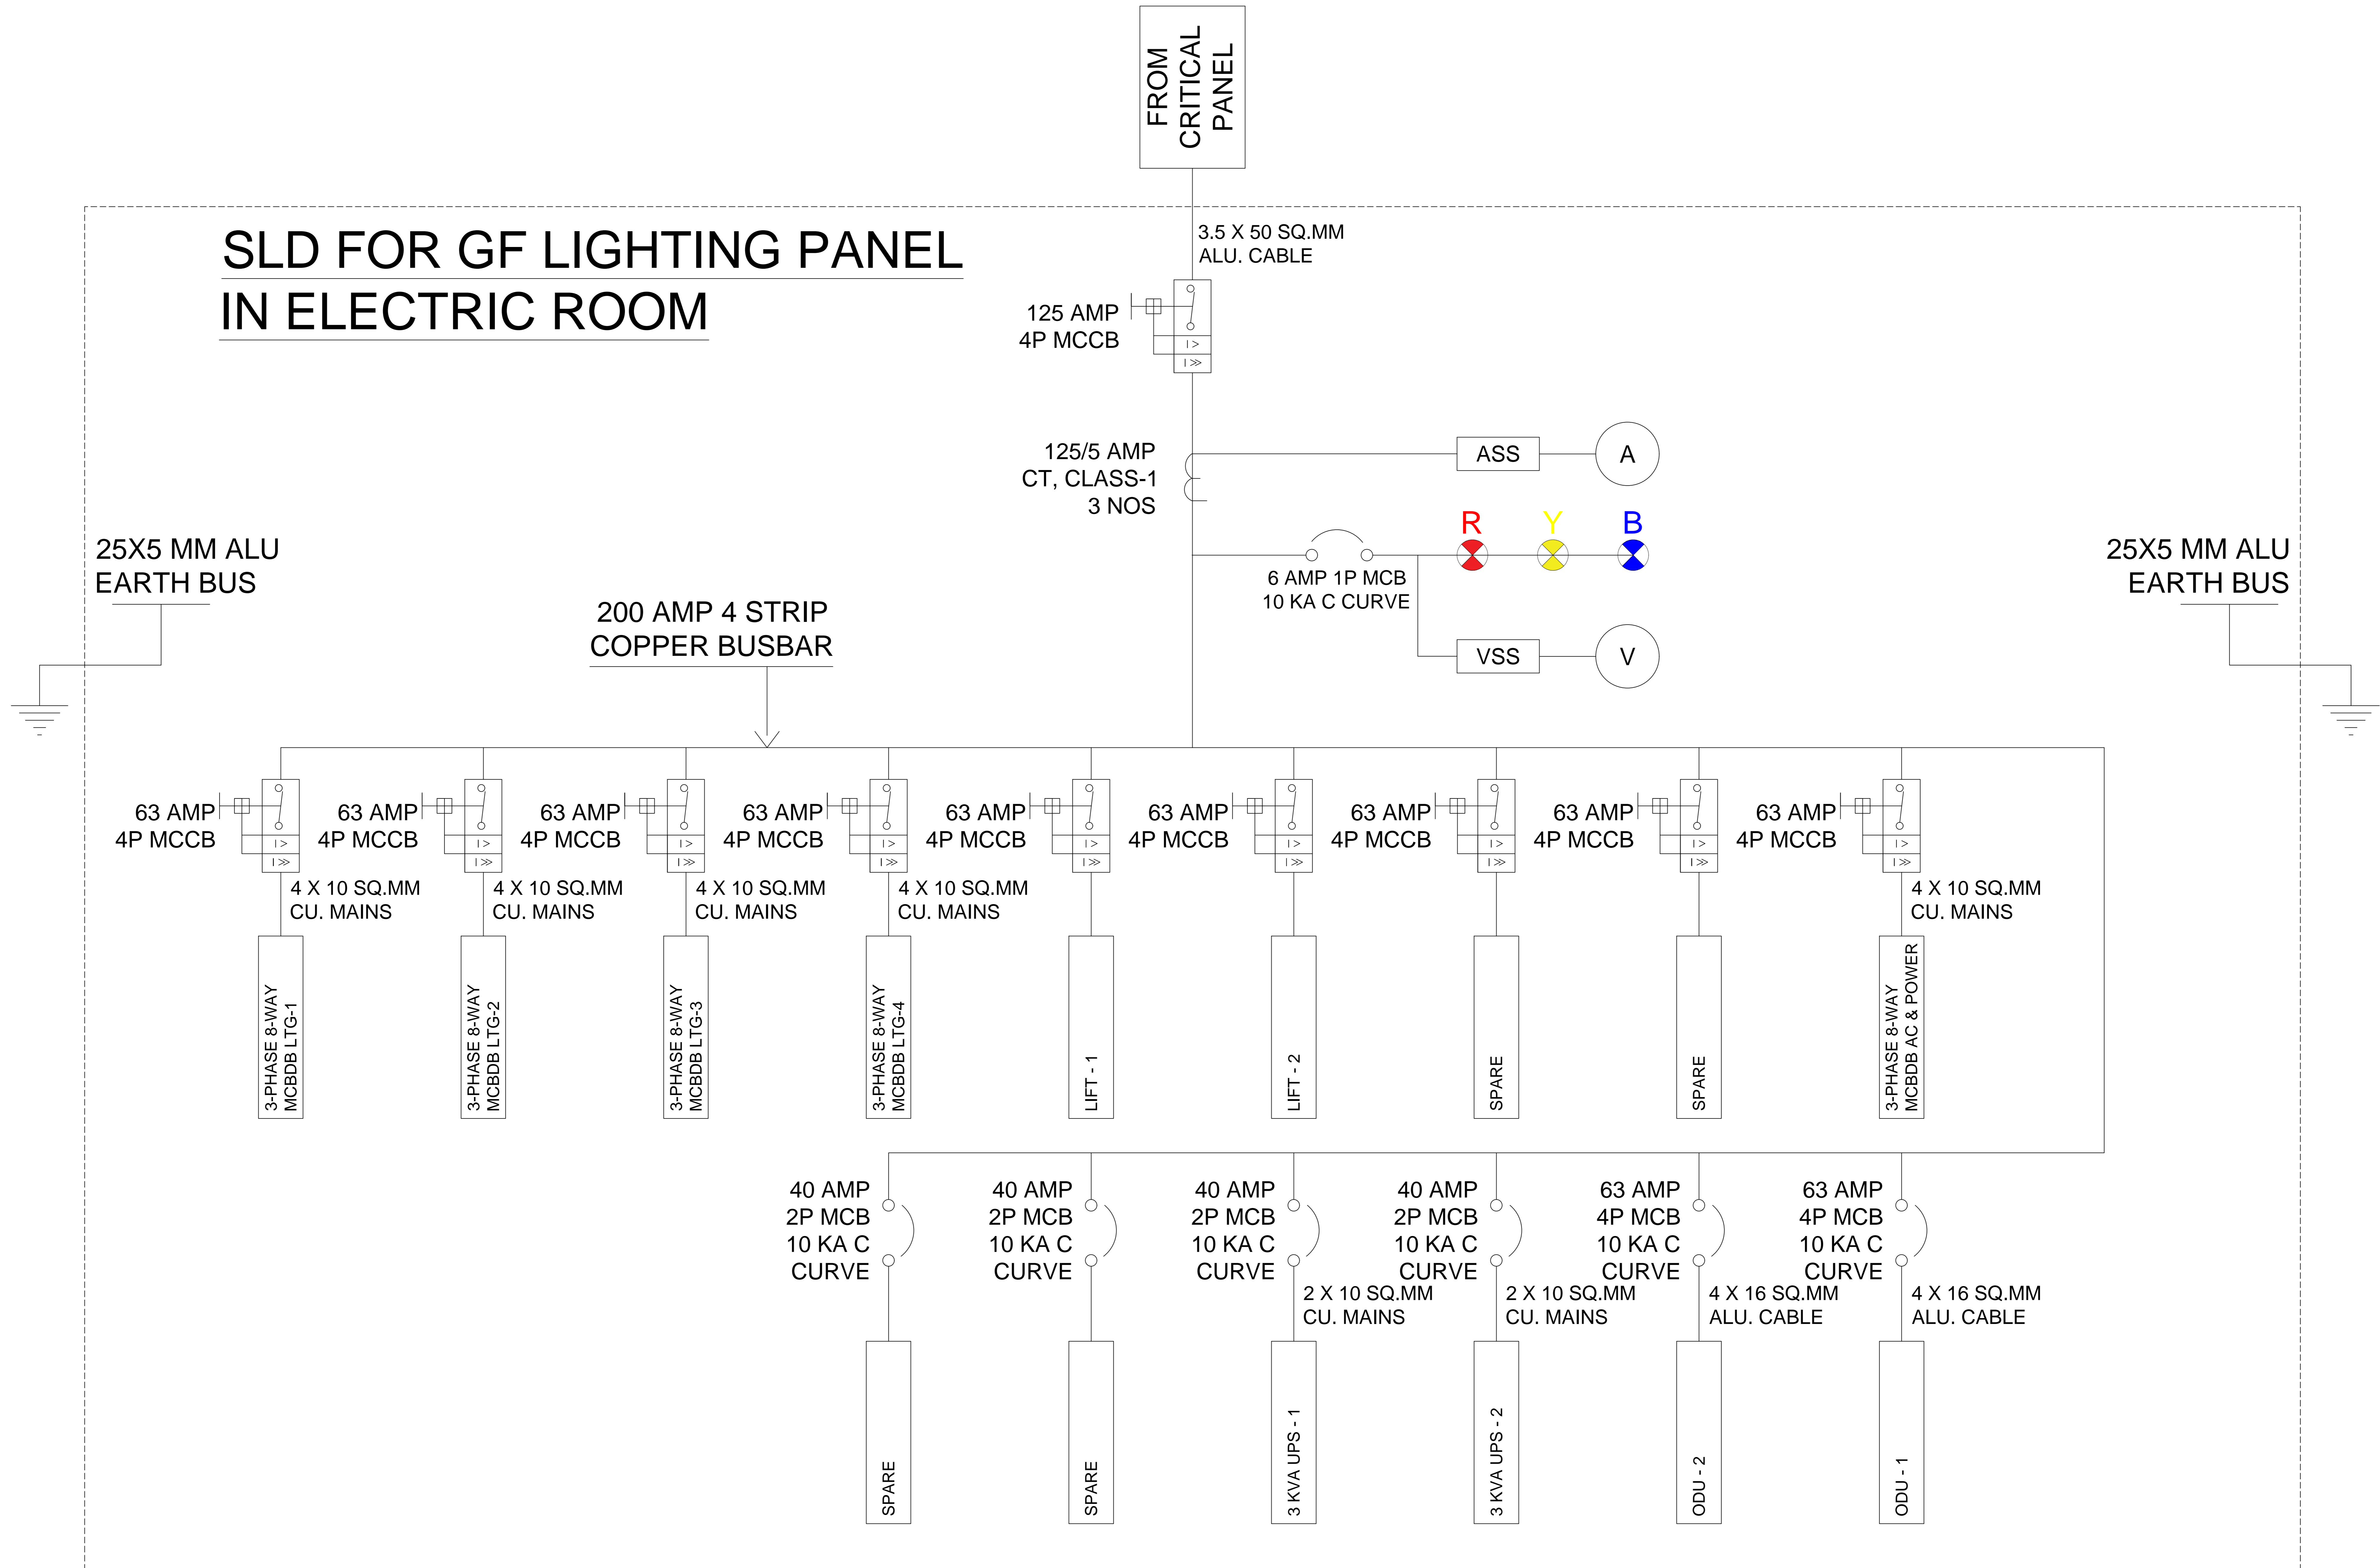 FROM
CRITICAL
PANEL
SLD FOR GF LIGHTING PANEL
IN ELECTRIC ROOM
3.5 X 50 SQ.MM
ALU. CABLE
125 AMP
4P MCCB
I >
I >>
125/5 AMP
CT, CLASS-1
3 NOS
ASS
A
R
Y
B
6 AMP 1P MCB
10 KA C CURVE
VSS
V
25X5 MM ALU
EARTH BUS
25X5 MM ALU
EARTH BUS
200 AMP 4 STRIP
COPPER BUSBAR
63 AMP
4P MCCB
I >
I >>
4 X 10 SQ.MM
CU. MAINS
3-PHASE 8-WAY
MCBDB LTG-1
63 AMP
4P MCCB
I >
I >>
4 X 10 SQ.MM
CU. MAINS
3-PHASE 8-WAY
MCBDB LTG-2
63 AMP
4P MCCB
I >
I >>
4 X 10 SQ.MM
CU. MAINS
3-PHASE 8-WAY
MCBDB LTG-3
63 AMP
4P MCCB
I >
I >>
4 X 10 SQ.MM
CU. MAINS
3-PHASE 8-WAY
MCBDB LTG-4
63 AMP
4P MCCB
I >
I >>
LIFT - 1
63 AMP
4P MCCB
I >
I >>
LIFT - 2
63 AMP
4P MCCB
I >
I >>
SPARE
63 AMP
4P MCCB
I >
I >>
SPARE
63 AMP
4P MCCB
I >
I >>
4 X 10 SQ.MM
CU. MAINS
3-PHASE 8-WAY
MCBDB AC & POWER
40 AMP
2P MCB
10 KA C
CURVE
SPARE
40 AMP
2P MCB
10 KA C
CURVE
SPARE
40 AMP
2P MCB
10 KA C
CURVE
2 X 10 SQ.MM
CU. MAINS
3 KVA UPS - 1
40 AMP
2P MCB
10 KA C
CURVE
2 X 10 SQ.MM
CU. MAINS
3 KVA UPS - 2
63 AMP
4P MCB
10 KA C
CURVE
4 X 16 SQ.MM
ALU. CABLE
ODU - 2
63 AMP
4P MCB
10 KA C
CURVE
4 X 16 SQ.MM
ALU. CABLE
ODU - 1